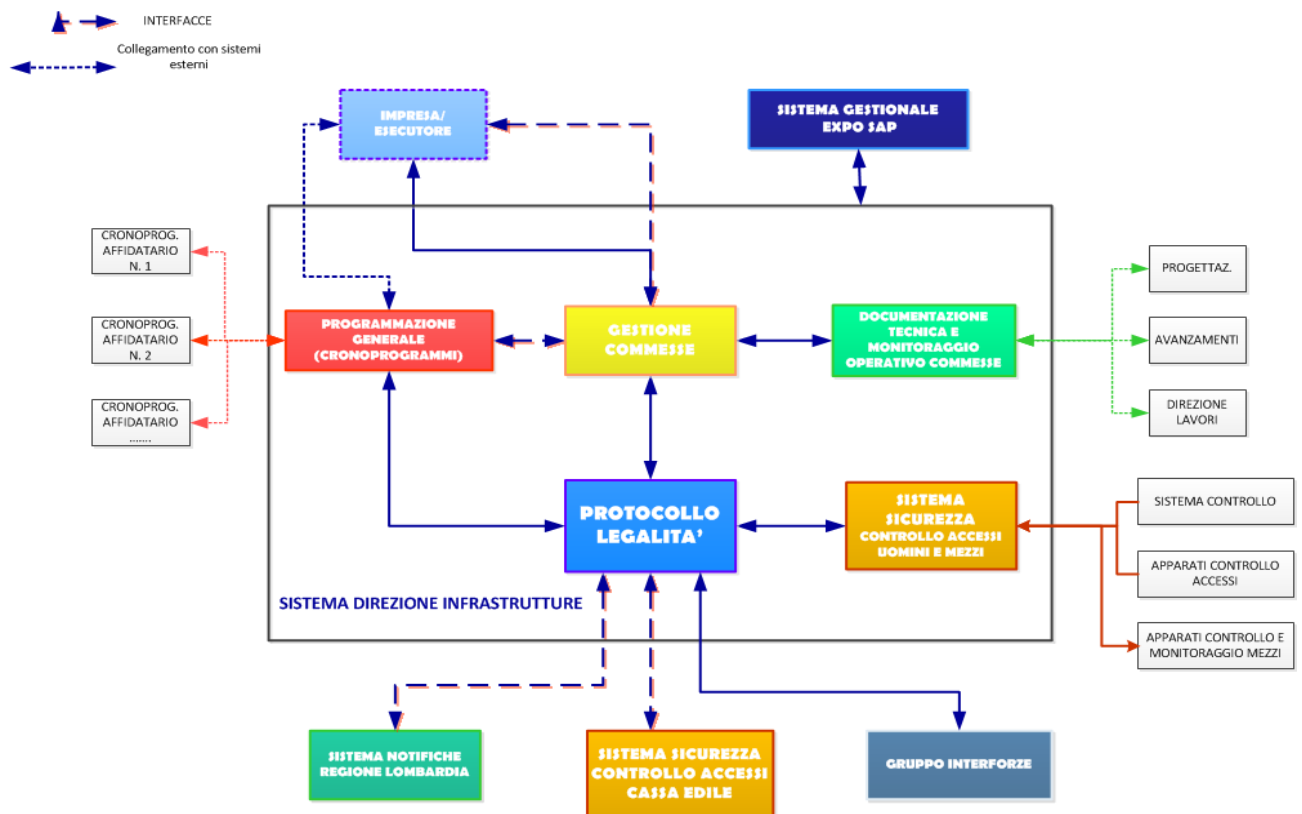 INTERFACCE
Collegamento con sistemi
esterni
IMPRESA/
ESECUTORE
SISTEMA GESTIONALE
EXPO SAP
CRONOPROG.
AFFIDATARIO
N. 1
CRONOPROG.
AFFIDATARIO
N. 2
CRONOPROG.
AFFIDATARIO
.......
PROGRAMMAZIONE
GENERALE
(CRONOPROGRAMMI)
GESTIONE
COMMESSE
DOCUMENTAZIONE
TECNICA E
MONITORAGGIO
OPERATIVO COMMESSE
PROGETTAZ.
AVANZAMENTI
DIREZIONE
LAVORI
PROTOCOLLO
LEGALITA’
SISTEMA
SICUREZZA
CONTROLLO ACCESSI
UOMINI E MEZZI
SISTEMA CONTROLLO
APPARATI CONTROLLO
ACCESSI
APPARATI CONTROLLO E
MONITORAGGIO MEZZI
SISTEMA DIREZIONE INFRASTRUTTURE
SISTEMA NOTIFICHE
REGIONE LOMBARDIA
SISTEMA SICUREZZA
CONTROLLO ACCESSI
CASSA EDILE
GRUPPO INTERFORZE